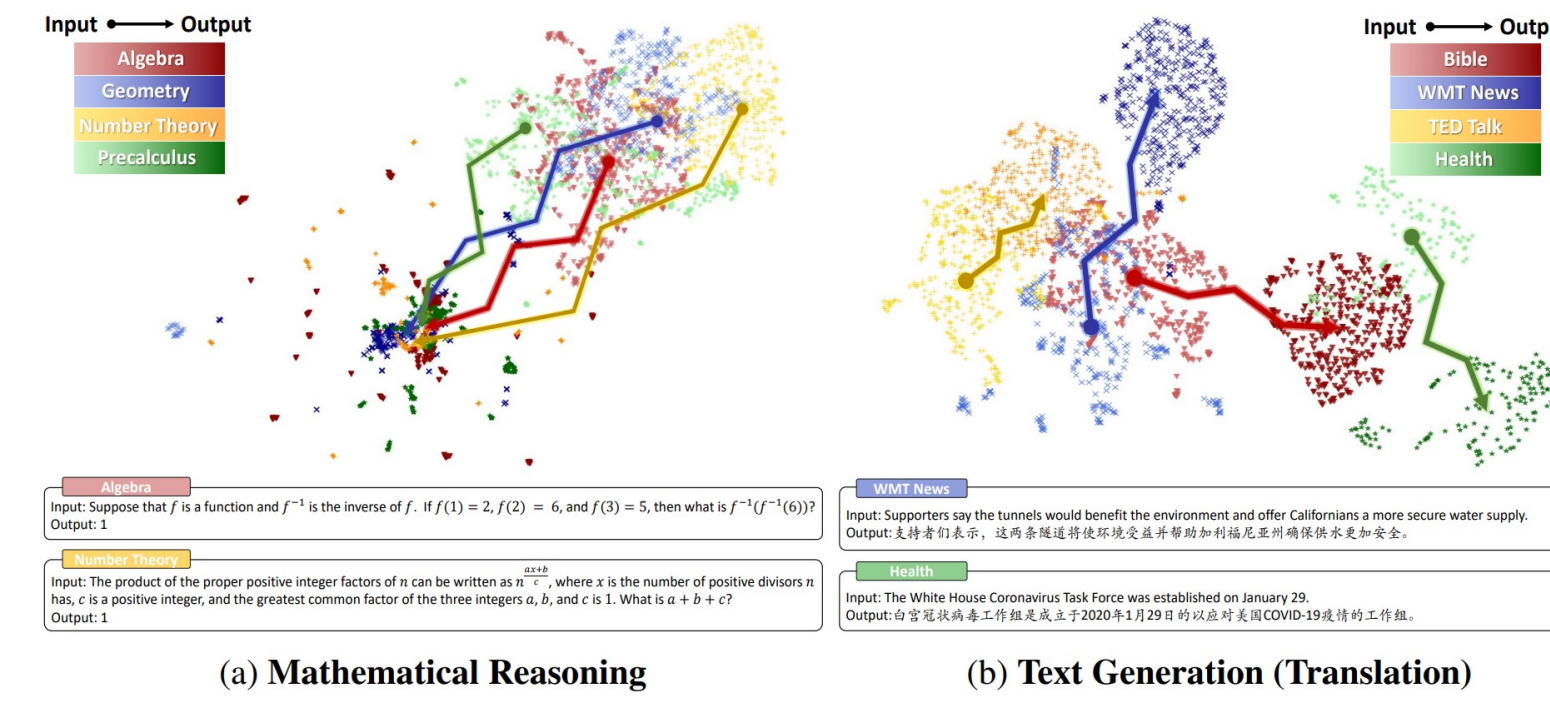 Input → Output
Algebra
Geometry
Number Theory
Precalculus
Algebra
Input: Suppose that f is a function and f⁻¹ is the inverse of f. If f(1) = 2, f(2) = 6, and f(3) = 5, then what is f⁻¹(f⁻¹(6))?
Output: 1
Number Theory
Input: The product of the proper positive integer factors of n can be written as n^((ax+b)/c), where x is the number of positive divisors n
has, c is a positive integer, and the greatest common factor of the three integers a, b, and c is 1. What is a + b + c?
Output: 1
(a) Mathematical Reasoning
Input → Outp
Bible
WMT News
TED Talk
Health
WMT News
Input: Supporters say the tunnels would benefit the environment and offer Californians a more secure water supply.
Output:支持者们表示，这两条隧道将使环境受益并帮助加利福尼亚州确保供水更加安全。
Health
Input: The White House Coronavirus Task Force was established on January 29.
Output:白宫冠状病毒工作组是成立于2020年1月29日的以应对美国COVID-19疫情的工作组。
(b) Text Generation (Translation)